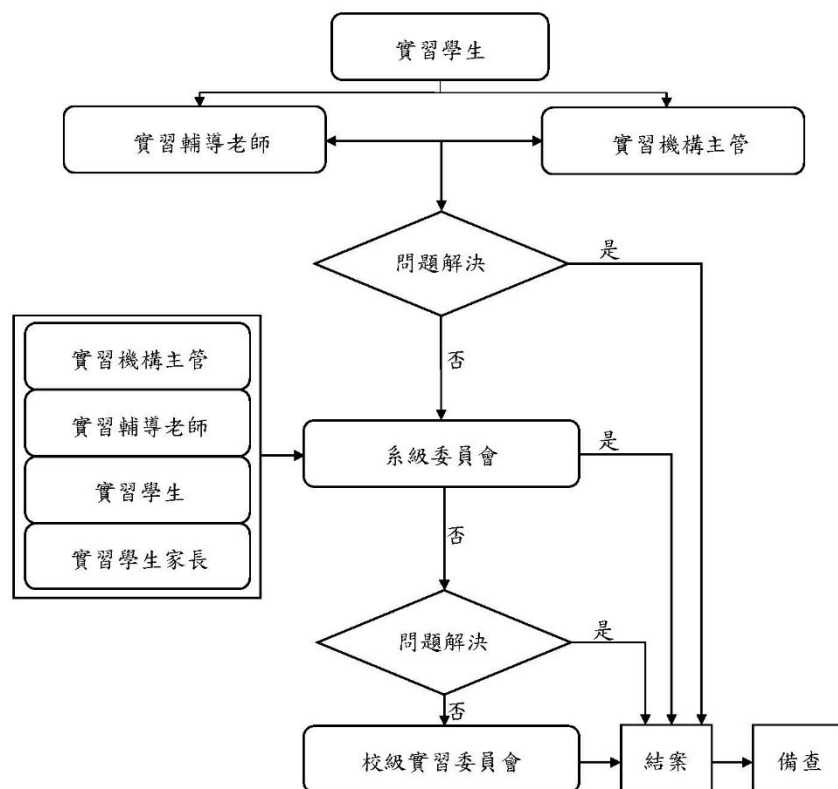 實習學生
實習輔導老師
實習機構主管
問題解決
是
否
實習機構主管
實習輔導老師
實習學生
實習學生家長
系級委員會
是
否
問題解決
是
否
校級實習委員會
結案
備查